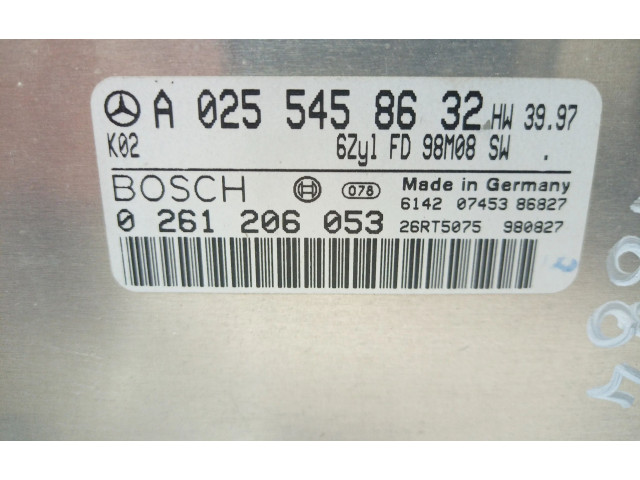 A 025 545 86 32 HW 39.97
K02 6Zyl FD 98M08 SW .
BOSCH 078 Made in Germany
6142 07453 86827
0 261 206 053 26RT5075 980827